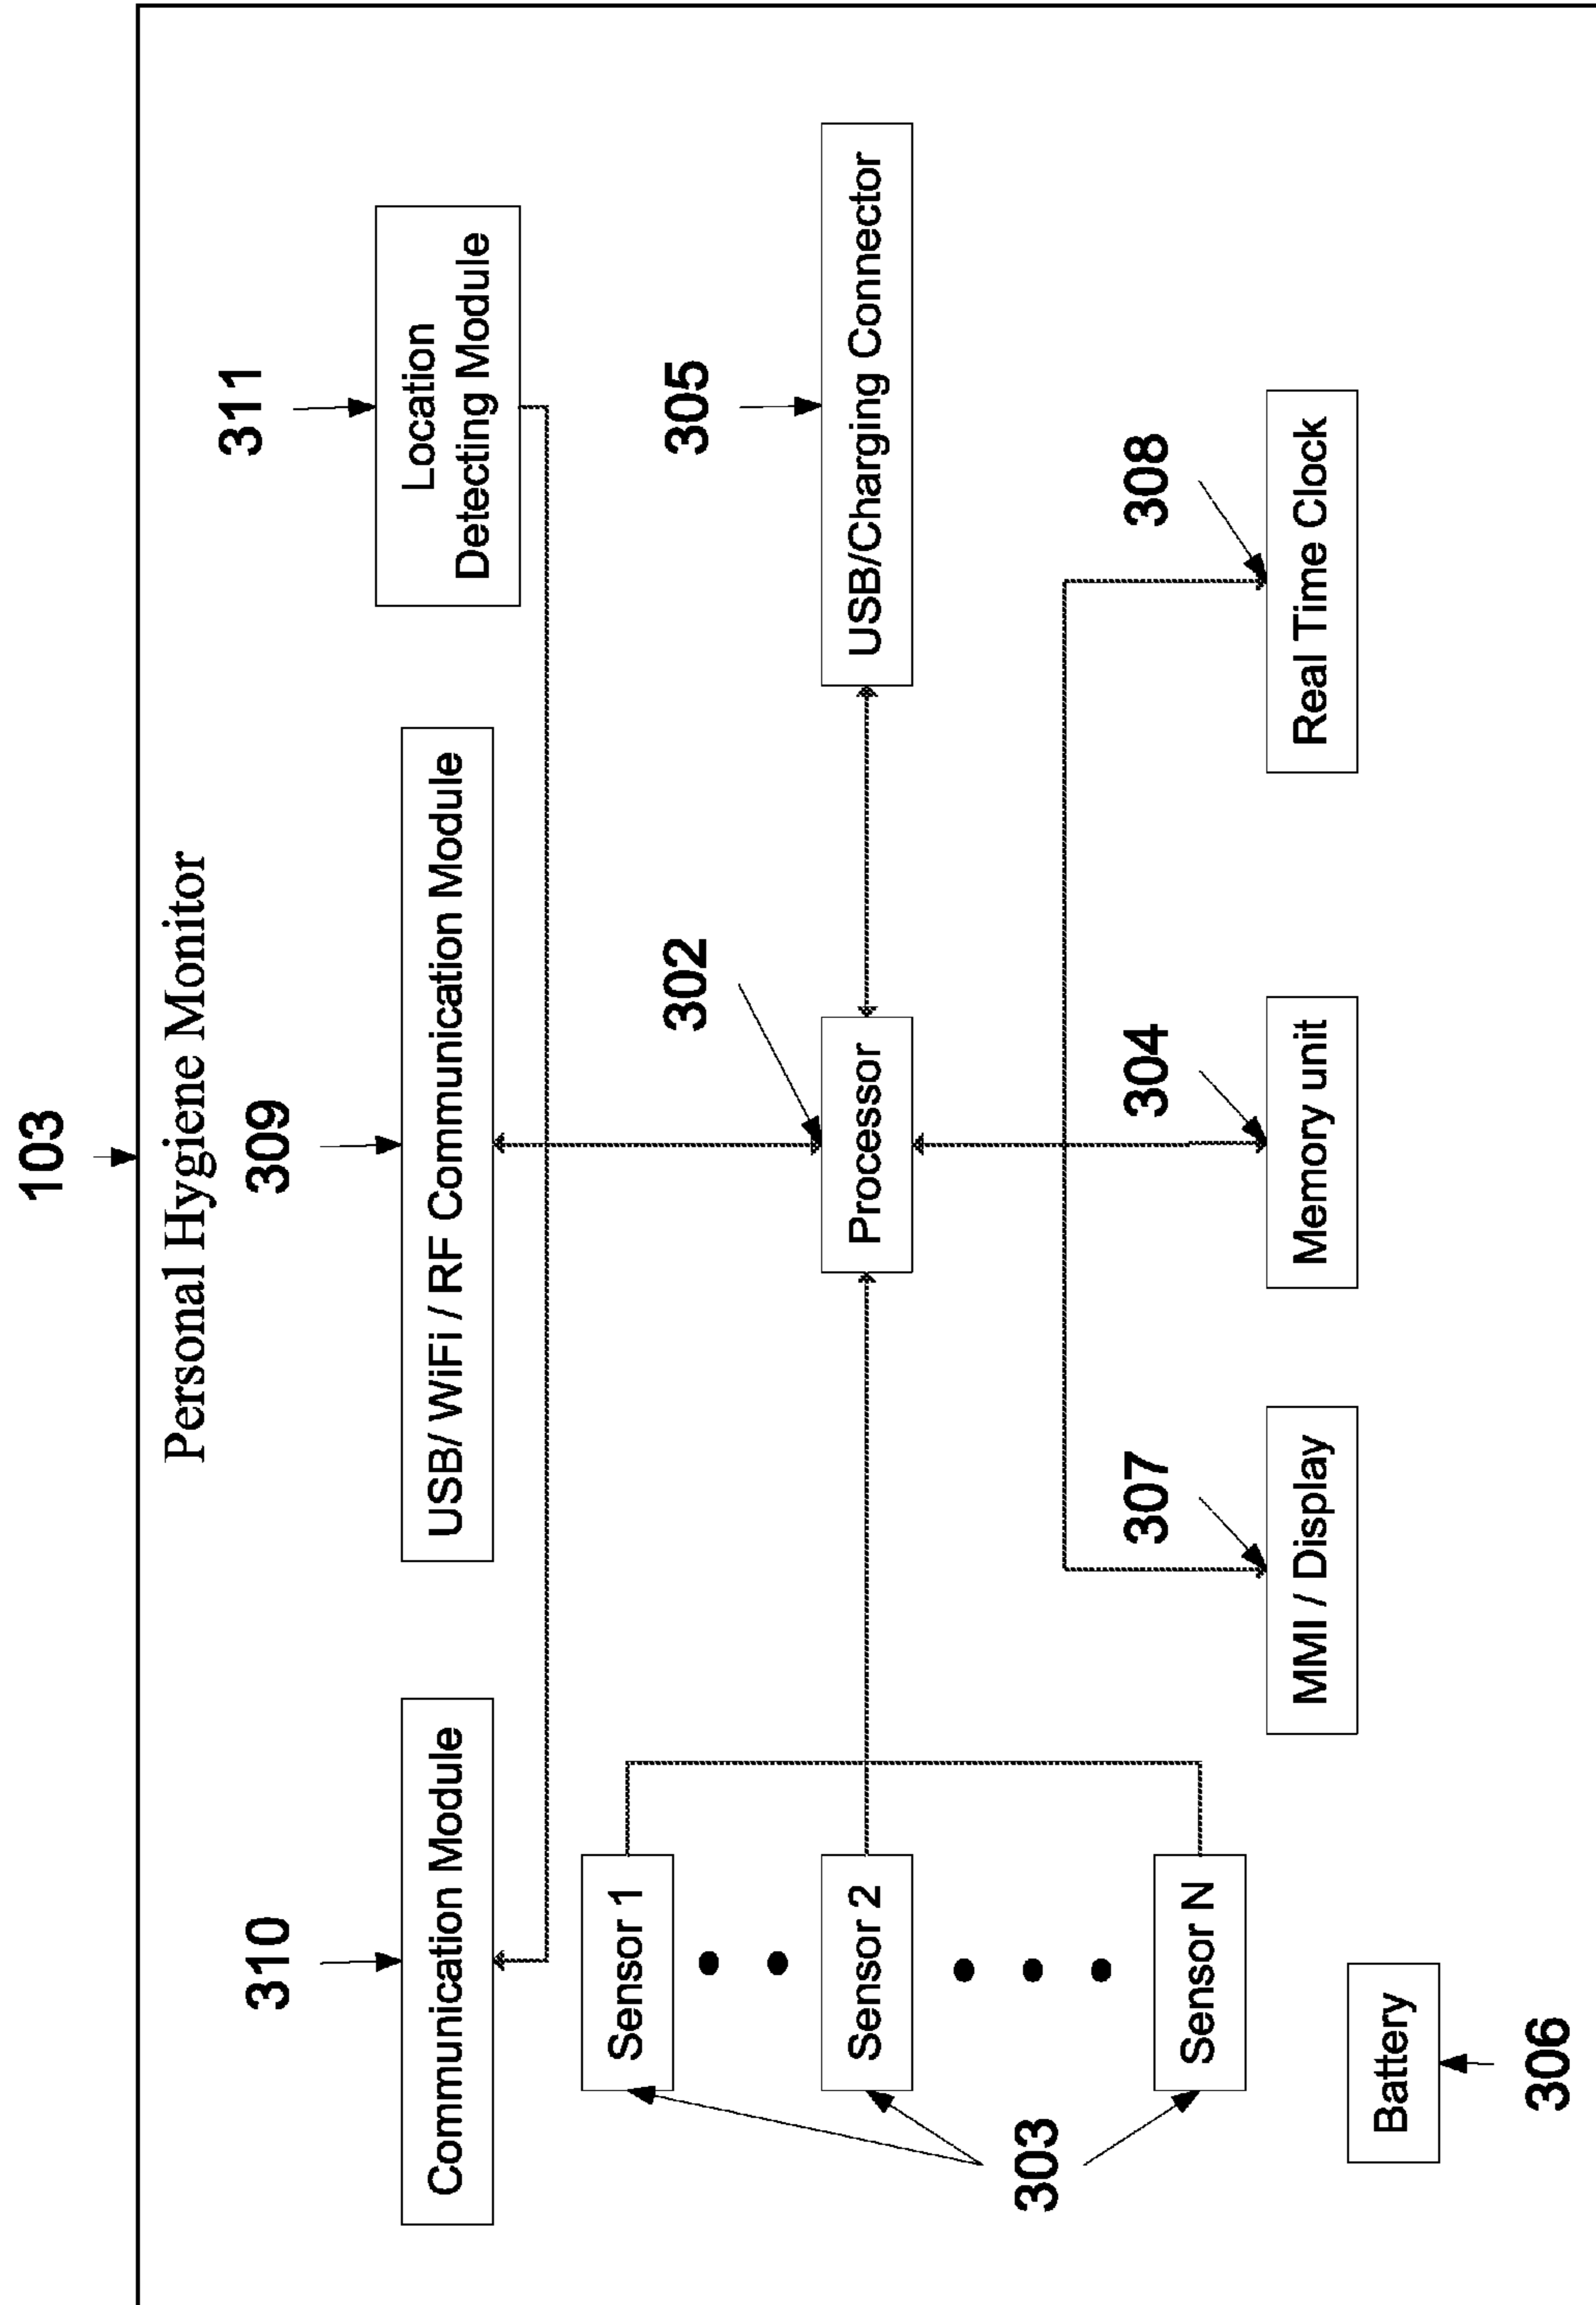 103
Personal Hygiene Monitor
310
309
311
Communication Module
USB/ WiFi / RF Communication Module
Location
Detecting Module
Sensor 1
302
305
Sensor 2
Processor
USB/Charging Connector
303
Sensor N
307
304
308
MMI / Display
Memory unit
Real Time Clock
Battery
306